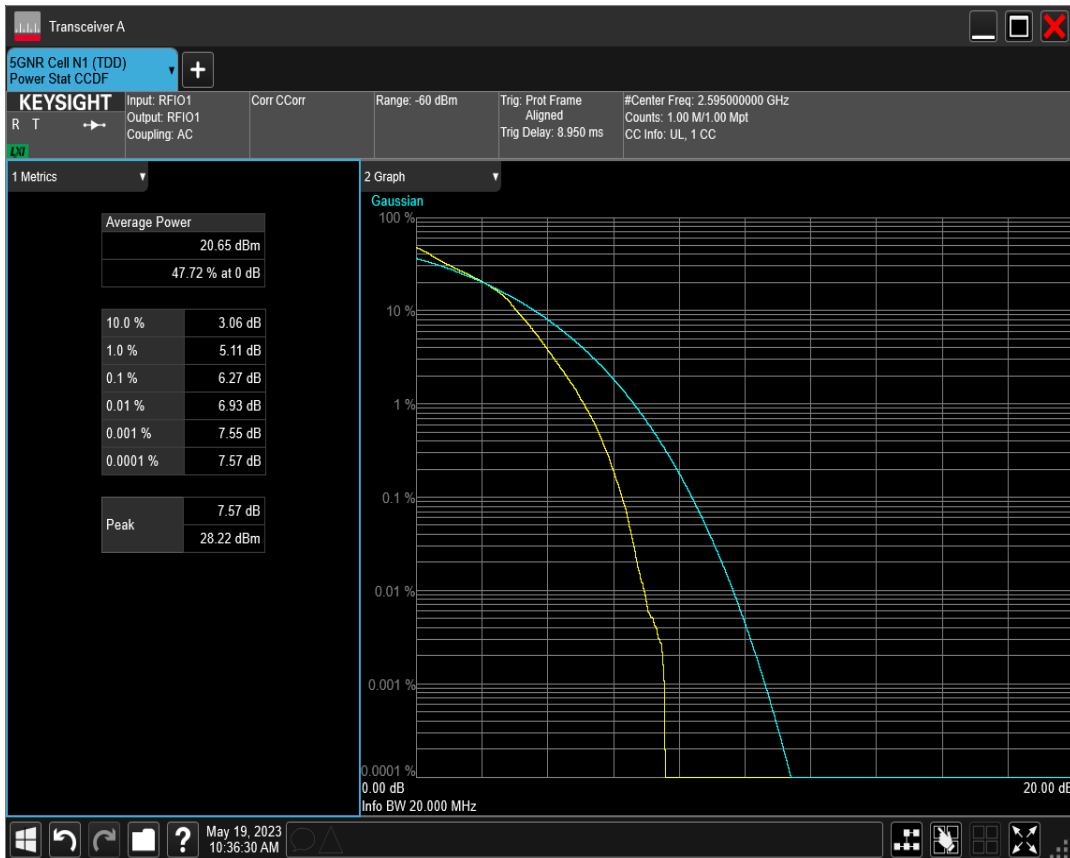 Transceiver A
5GNR Cell N1 (TDD)
Power Stat CCDF
+
KEYSIGHT
R T
LXI
Input: RFIO1
Output: RFIO1
Coupling: AC
Corr CCorr
Range: -60 dBm
Trig: Prot Frame
Aligned
Trig Delay: 8.950 ms
#Center Freq: 2.595000000 GHz
Counts: 1.00 M/1.00 Mpt
CC Info: UL, 1 CC
1 Metrics
Average Power
20.65 dBm
47.72 % at 0 dB
10.0 % 3.06 dB
1.0 % 5.11 dB
0.1 % 6.27 dB
0.01 % 6.93 dB
0.001 % 7.55 dB
0.0001 % 7.57 dB
Peak 7.57 dB
28.22 dBm
2 Graph
Gaussian
100 %
10 %
1 %
0.1 %
0.01 %
0.001 %
0.0001 %
0.00 dB 20.00 dB
Info BW 20.000 MHz
?
May 19, 2023
10:36:30 AM